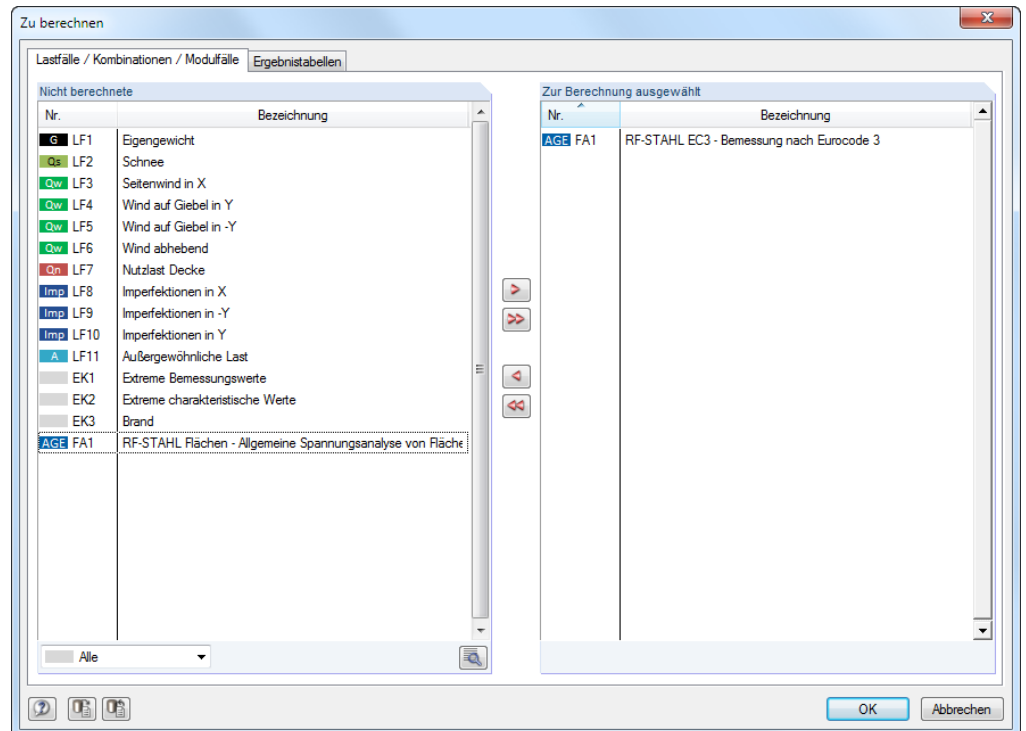 Zu berechnen
Lastfälle / Kombinationen / Modulfälle Ergebnistabellen
Nicht berechnete
Nr. Bezeichnung
G LF1 Eigengewicht
Qs LF2 Schnee
Qw LF3 Seitenwind in X
Qw LF4 Wind auf Giebel in Y
Qw LF5 Wind auf Giebel in -Y
Qw LF6 Wind abhebend
Qn LF7 Nutzlast Decke
Imp LF8 Imperfektionen in X
Imp LF9 Imperfektionen in -Y
Imp LF10 Imperfektionen in Y
A LF11 Außergewöhnliche Last
EK1 Extreme Bemessungswerte
EK2 Extreme charakteristische Werte
EK3 Brand
AGE FA1 RF-STAHL Flächen - Allgemeine Spannungsanalyse von Fläche
Alle
> 
>>
<
<<
Zur Berechnung ausgewählt
Nr. Bezeichnung
AGE FA1 RF-STAHL EC3 - Bemessung nach Eurocode 3
OK Abbrechen